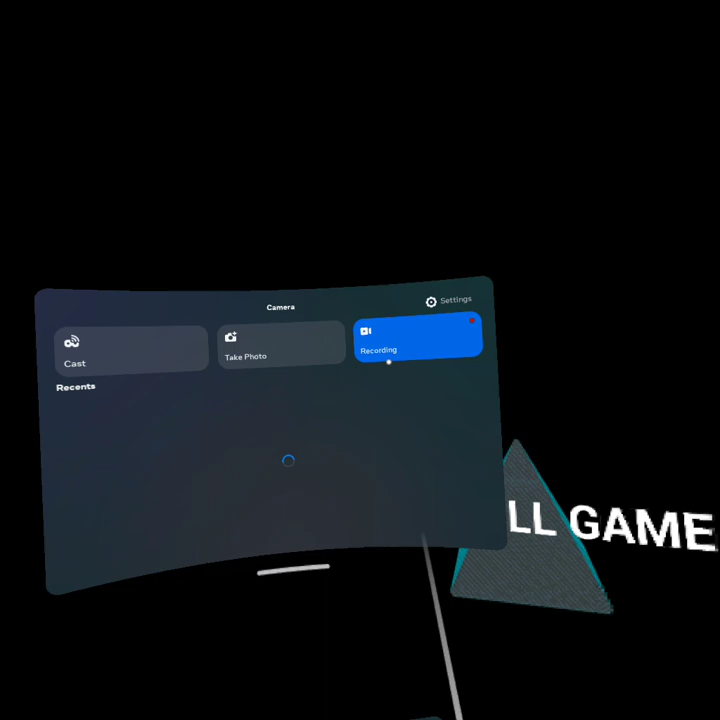 Camera
Settings
Cast
Take Photo
Recording
Recents
LL GAME